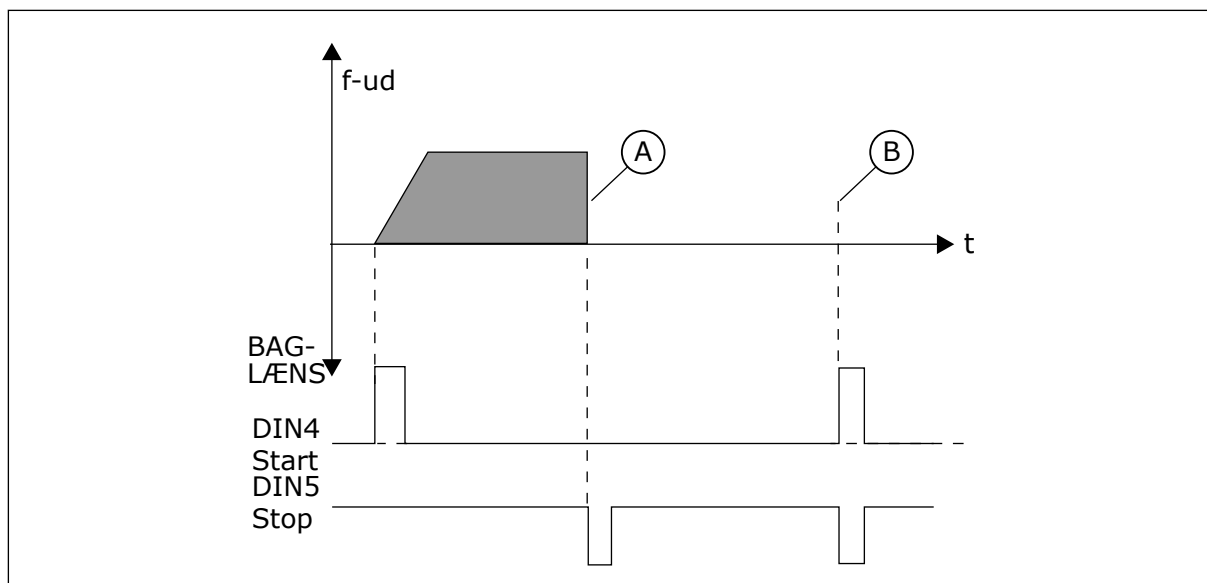 f-ud
A
B
t
BAG-
LÆNS
DIN4
Start
DIN5
Stop